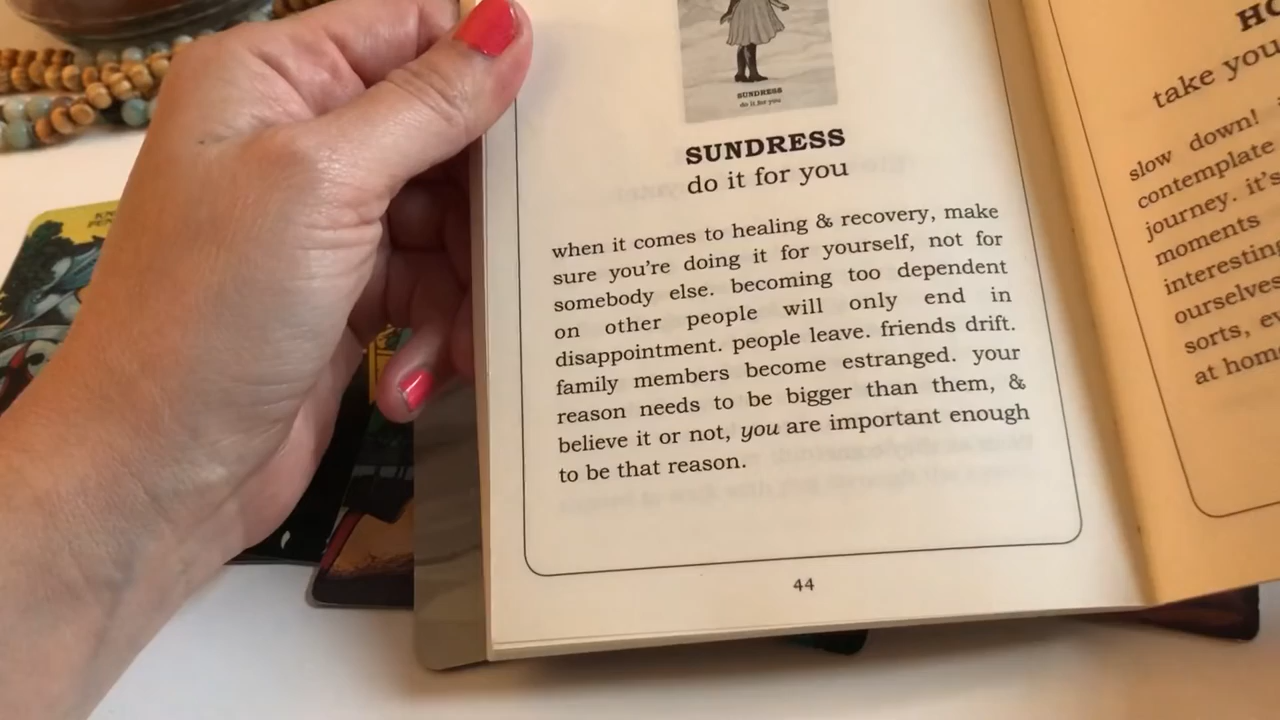 SUNDRESS
do it for you
SUNDRESS
do it for you
when it comes to healing & recovery, make
sure you're doing it for yourself, not for
somebody else. becoming too dependent
on other people will only end in
disappointment. people leave. friends drift.
family members become estranged. your
reason needs to be bigger than them, &
believe it or not, you are important enough
to be that reason.
44
take you
slow down!
contemplate
journey. it's
moments
interesting
ourselves
sorts,
at home